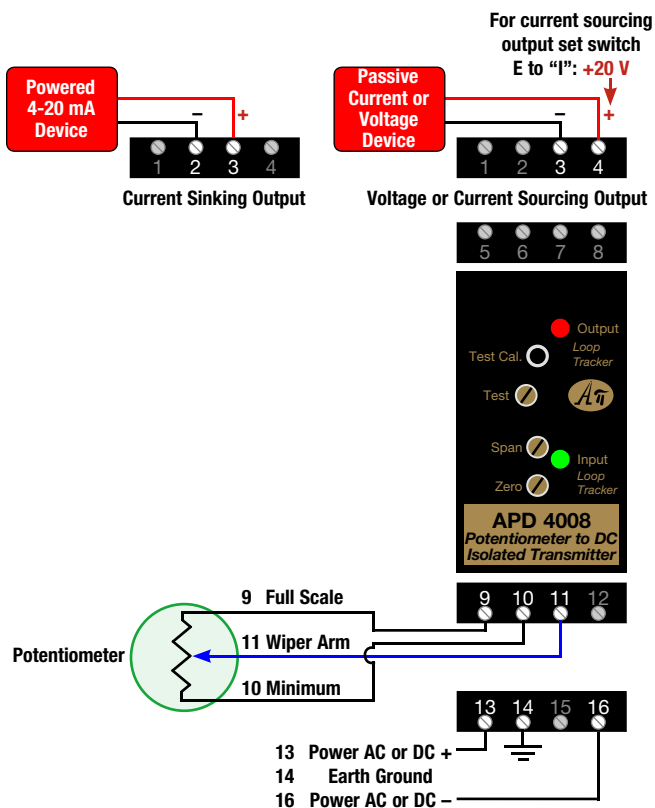 For current sourcing
output set switch
E to “I”: +20 V
Powered
4-20 mA
Device
– +
1 2 3 4
Current Sinking Output
Passive
Current or
Voltage
Device
– +
1 2 3 4
Voltage or Current Sourcing Output
5 6 7 8
Output
Loop
Tracker
Test Cal.
Test
Aπ
Span
Input
Loop
Tracker
Zero
APD 4008
Potentiometer to DC
Isolated Transmitter
9 10 11 12
Potentiometer
9 Full Scale
11 Wiper Arm
10 Minimum
13 14 15 16
13 Power AC or DC +
14 Earth Ground
16 Power AC or DC –